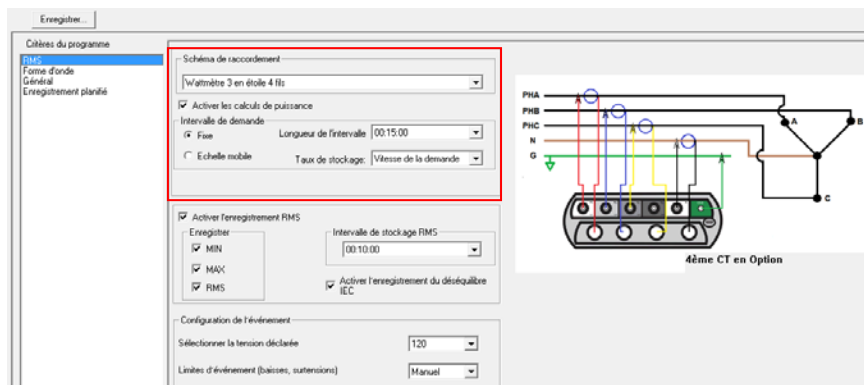 Enregistrer...
Critères du programme
RMS
Forme d'onde
Général
Enregistrement planifié
Schéma de raccordement
Wattmètre 3 en étoile 4 fils
Activer les calculs de puissance
Intervalle de demande
Fixe
Longueur de l'intervalle 00:15:00
Echelle mobile
Taux de stockage: Vitesse de la demande
Activer l'enregistrement RMS
Enregistrer
MIN
MAX
RMS
Intervalle de stockage RMS
00:10:00
Activer l'enregistrement du déséquilibre
IEC
Configuration de l'événement
Sélectionner la tension déclarée 120
Limites d'événement (baisses, surtensions) Manuel
PHA
PHB
PHC
N
G
A
B
C
4ème CT en Option